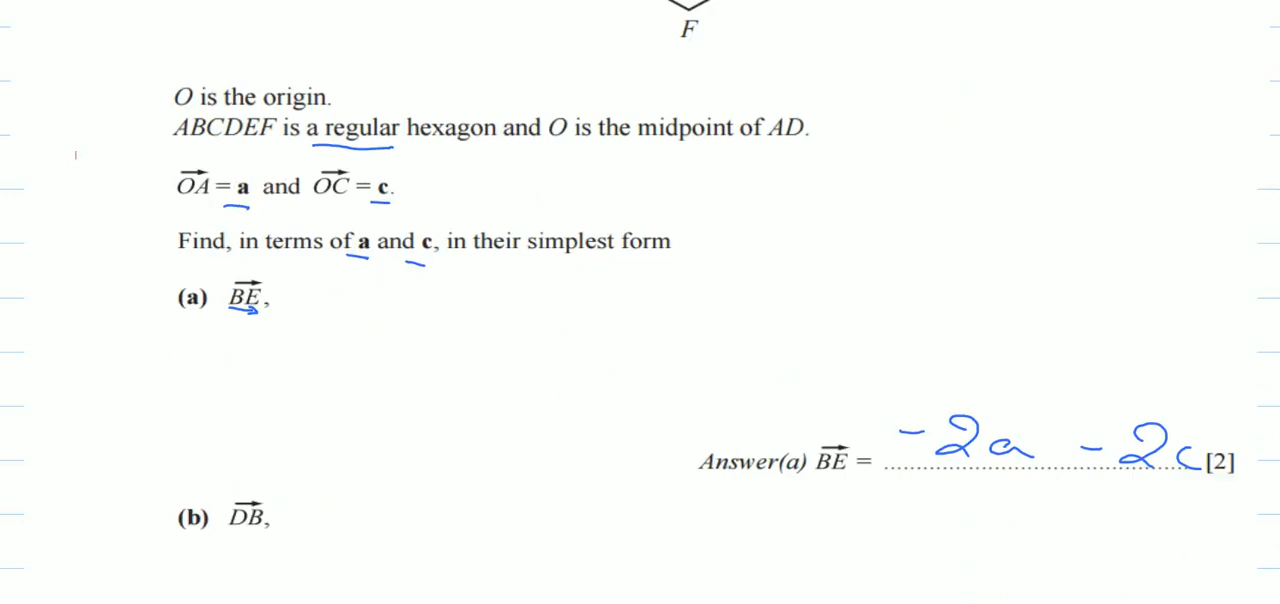 F
O is the origin.
ABCDEF is a regular hexagon and O is the midpoint of AD.
OA = a and OC = c.
Find, in terms of a and c, in their simplest form
(a) BE,
Answer(a) BE = -2a - 2c [2]
(b) DB,